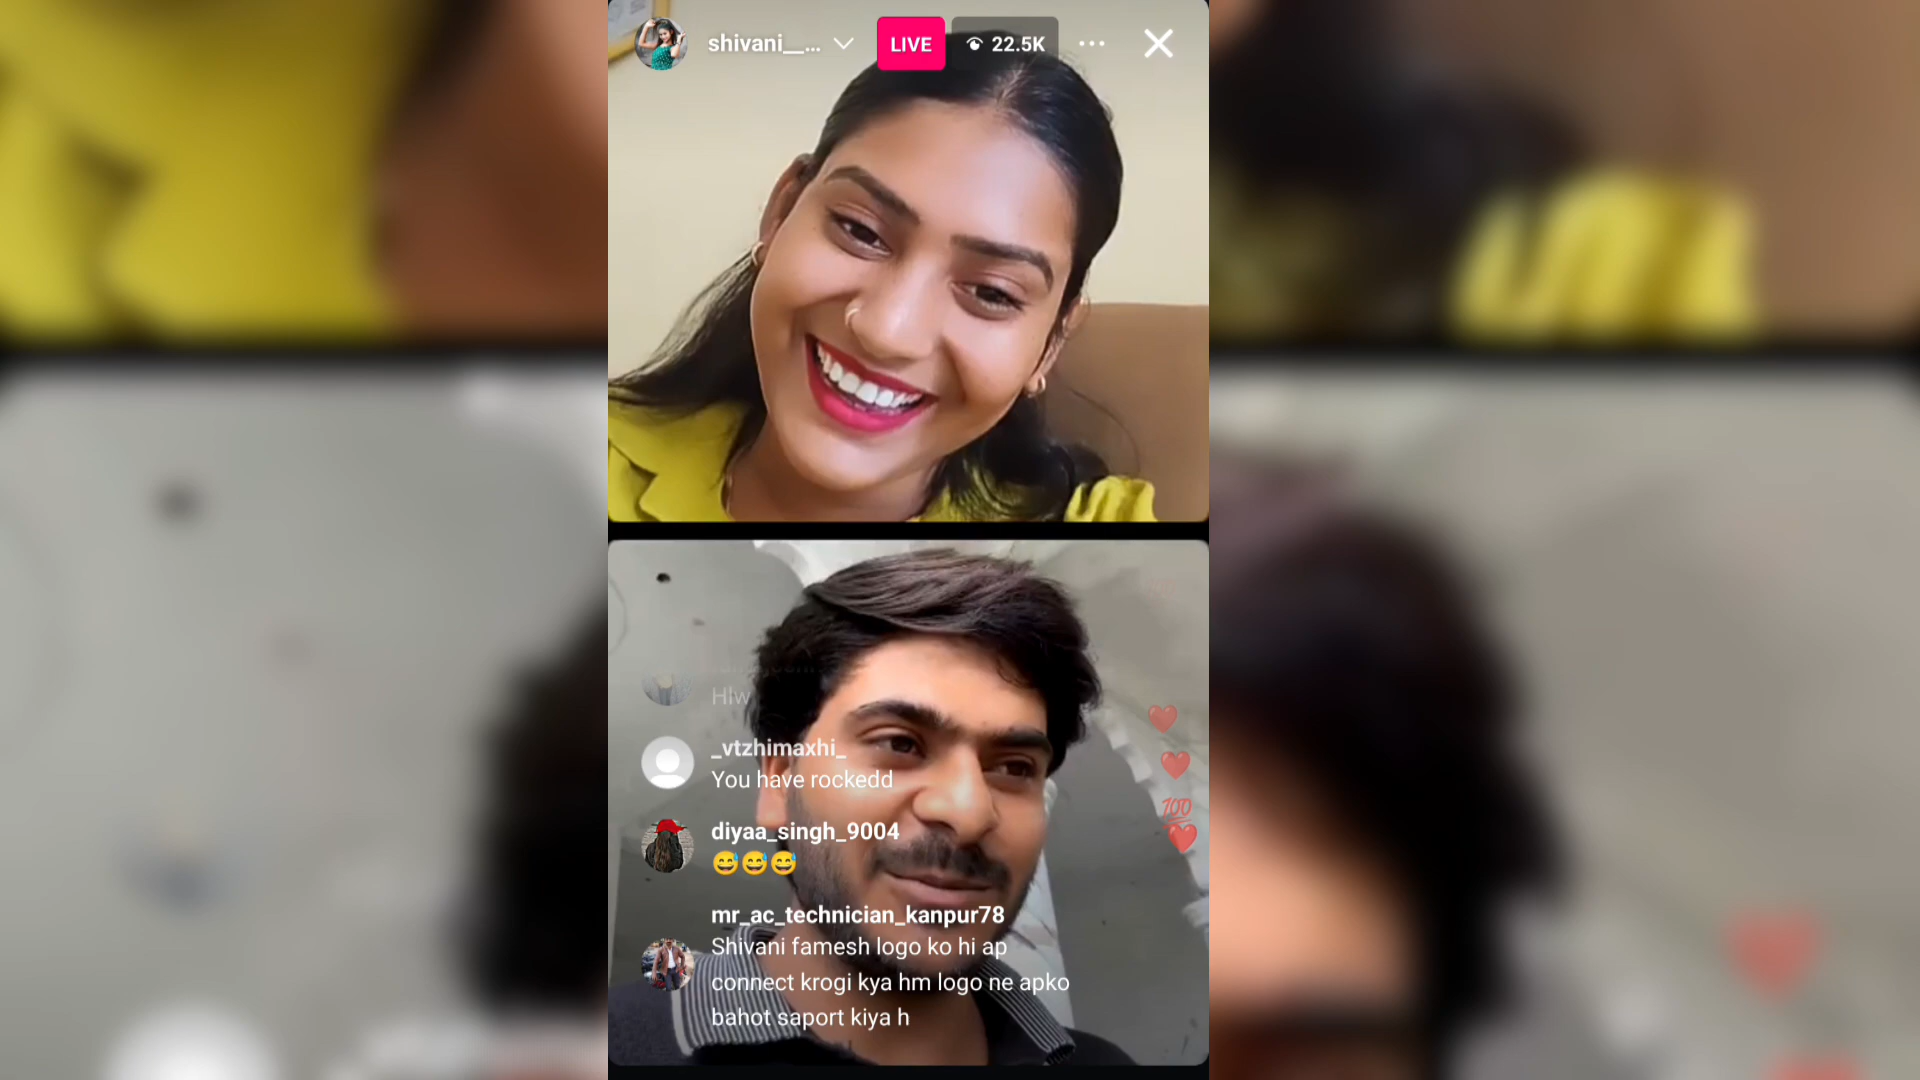 shivani__...
LIVE
22.5K
Hlw
_vtzhimaxhi_
You have rockedd
diyaa_singh_9004
😅😅😅
mr_ac_technician_kanpur78
Shivani famesh logo ko hi ap
connect krogi kya hm logo ne apko
bahot saport kiya h
💯